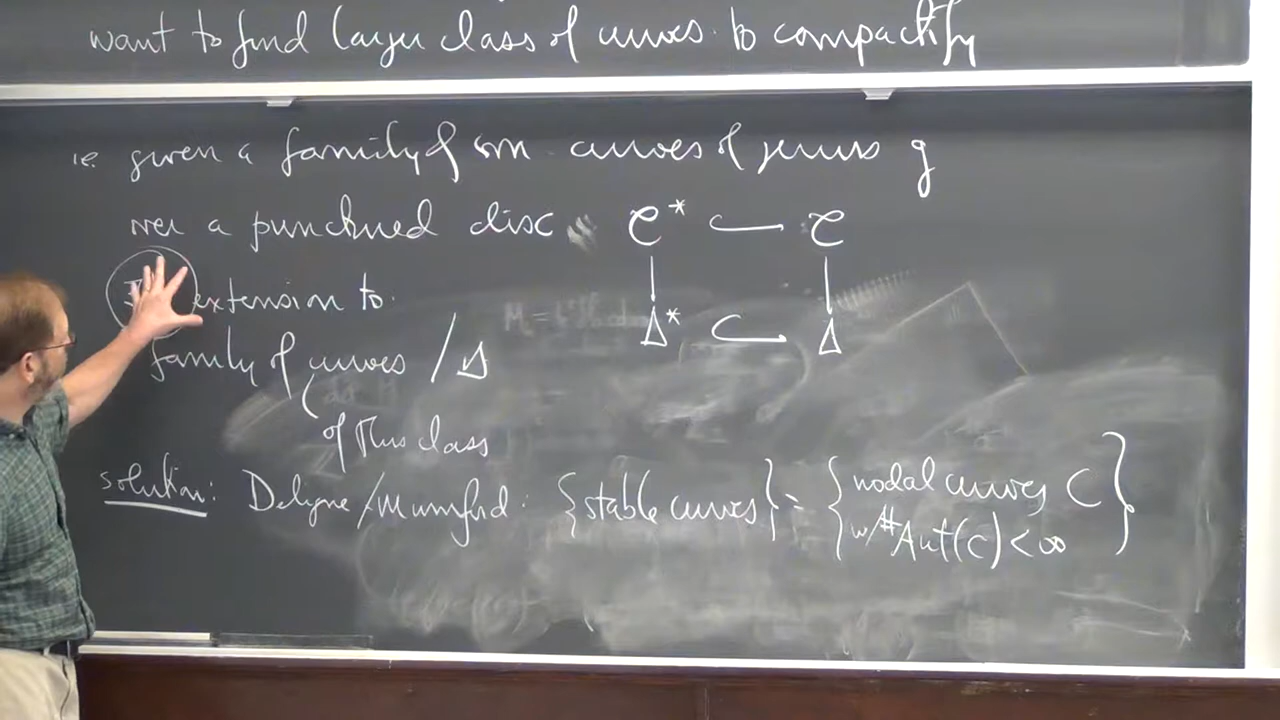 want to find larger class of curves to compactify
i.e. given a family of sm curves of genus g
over a punctured disc C* ↪ C
extension to
Δ* ↪ Δ
family of curves / Δ
of this class
solution: Deligne/Mumford: {stable curves} = {nodal curves C
w/ #Aut(C) < ∞}